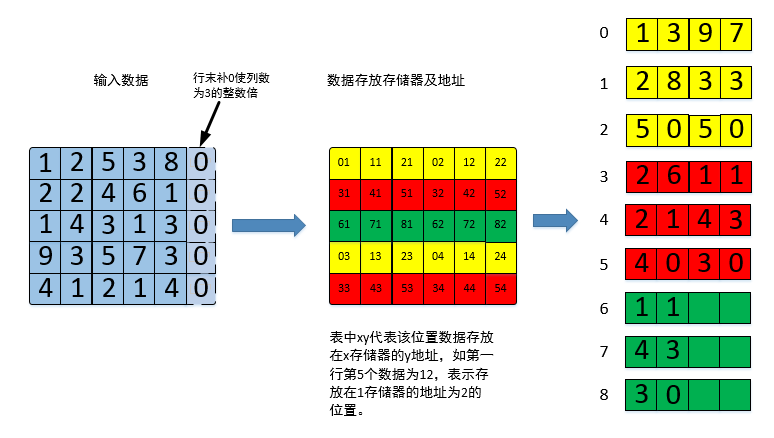 输入数据
行末补0使列数
为3的整数倍
数据存放存储器及地址
1 2 5 3 8 0
2 2 4 6 1 0
1 4 3 1 3 0
9 3 5 7 3 0
4 1 2 1 4 0
01 11 21 02 12 22
31 41 51 32 42 52
61 71 81 62 72 82
03 13 23 04 14 24
33 43 53 34 44 54
表中xy代表该位置数据存放
在x存储器的y地址，如第一
行第5个数据为12，表示存
放在1存储器的地址为2的
位置。
0 1 3 9 7
1 2 8 3 3
2 5 0 5 0
3 2 6 1 1
4 2 1 4 3
5 4 0 3 0
6 1 1
7 4 3
8 3 0